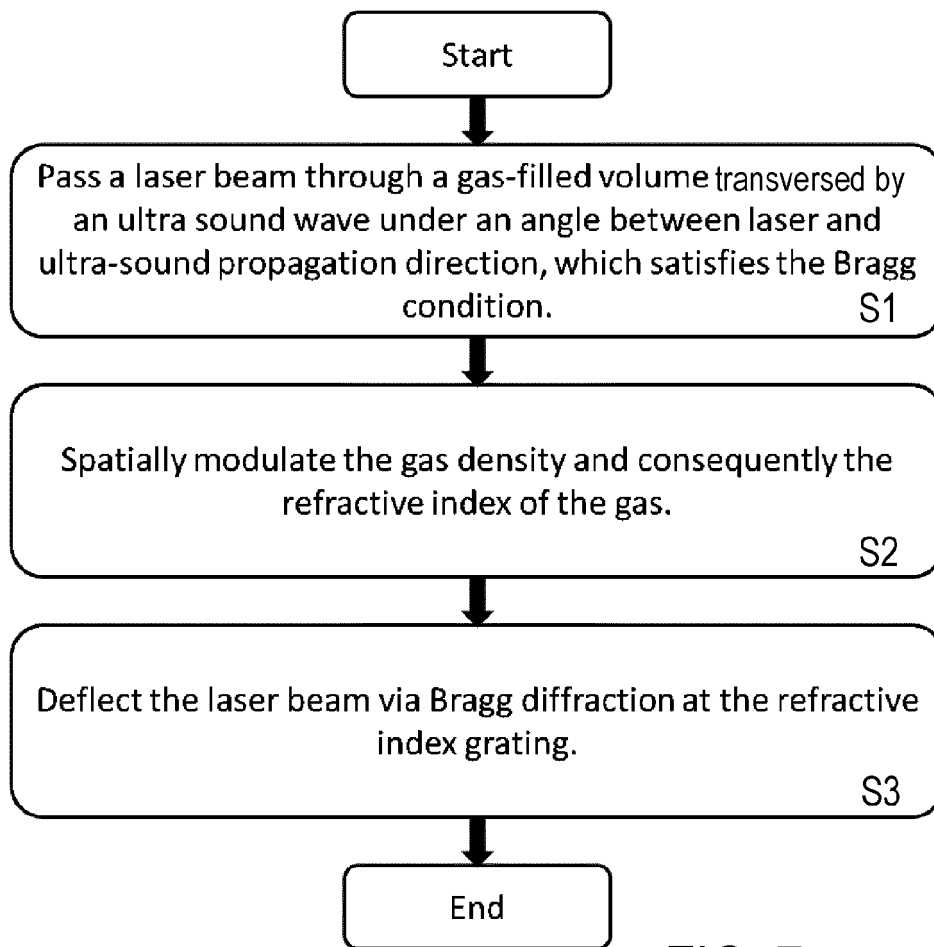 Start
Pass a laser beam through a gas-filled volume transversed by
an ultra sound wave under an angle between laser and
ultra-sound propagation direction, which satisfies the Bragg
condition.
S1
Spatially modulate the gas density and consequently the
refractive index of the gas.
S2
Deflect the laser beam via Bragg diffraction at the refractive
index grating.
S3
End